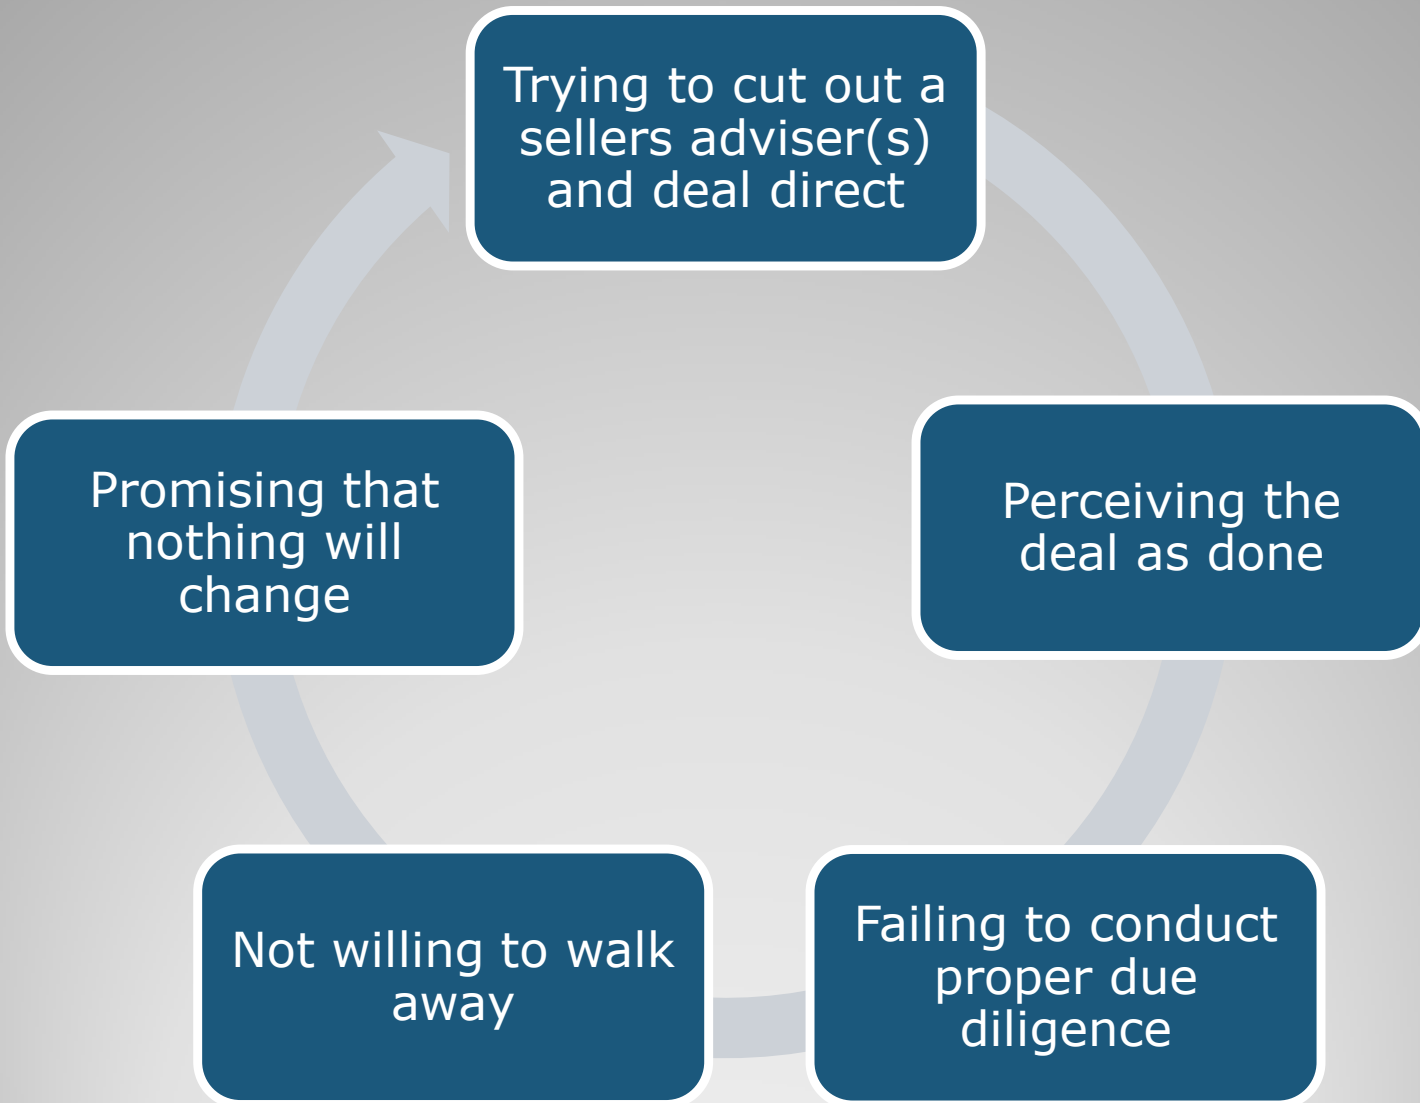 Trying to cut out a
sellers adviser(s)
and deal direct
Perceiving the
deal as done
Failing to conduct
proper due
diligence
Not willing to walk
away
Promising that
nothing will
change